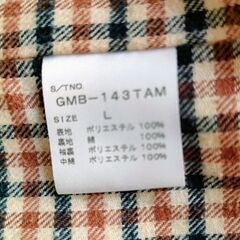 S/TNO.
GMB-143TAM
SIZE
L
表地 ポリエステル 100%
裏地 綿 100%
袖裏 ポリエステル 100%
中綿 ポリエステル 100%